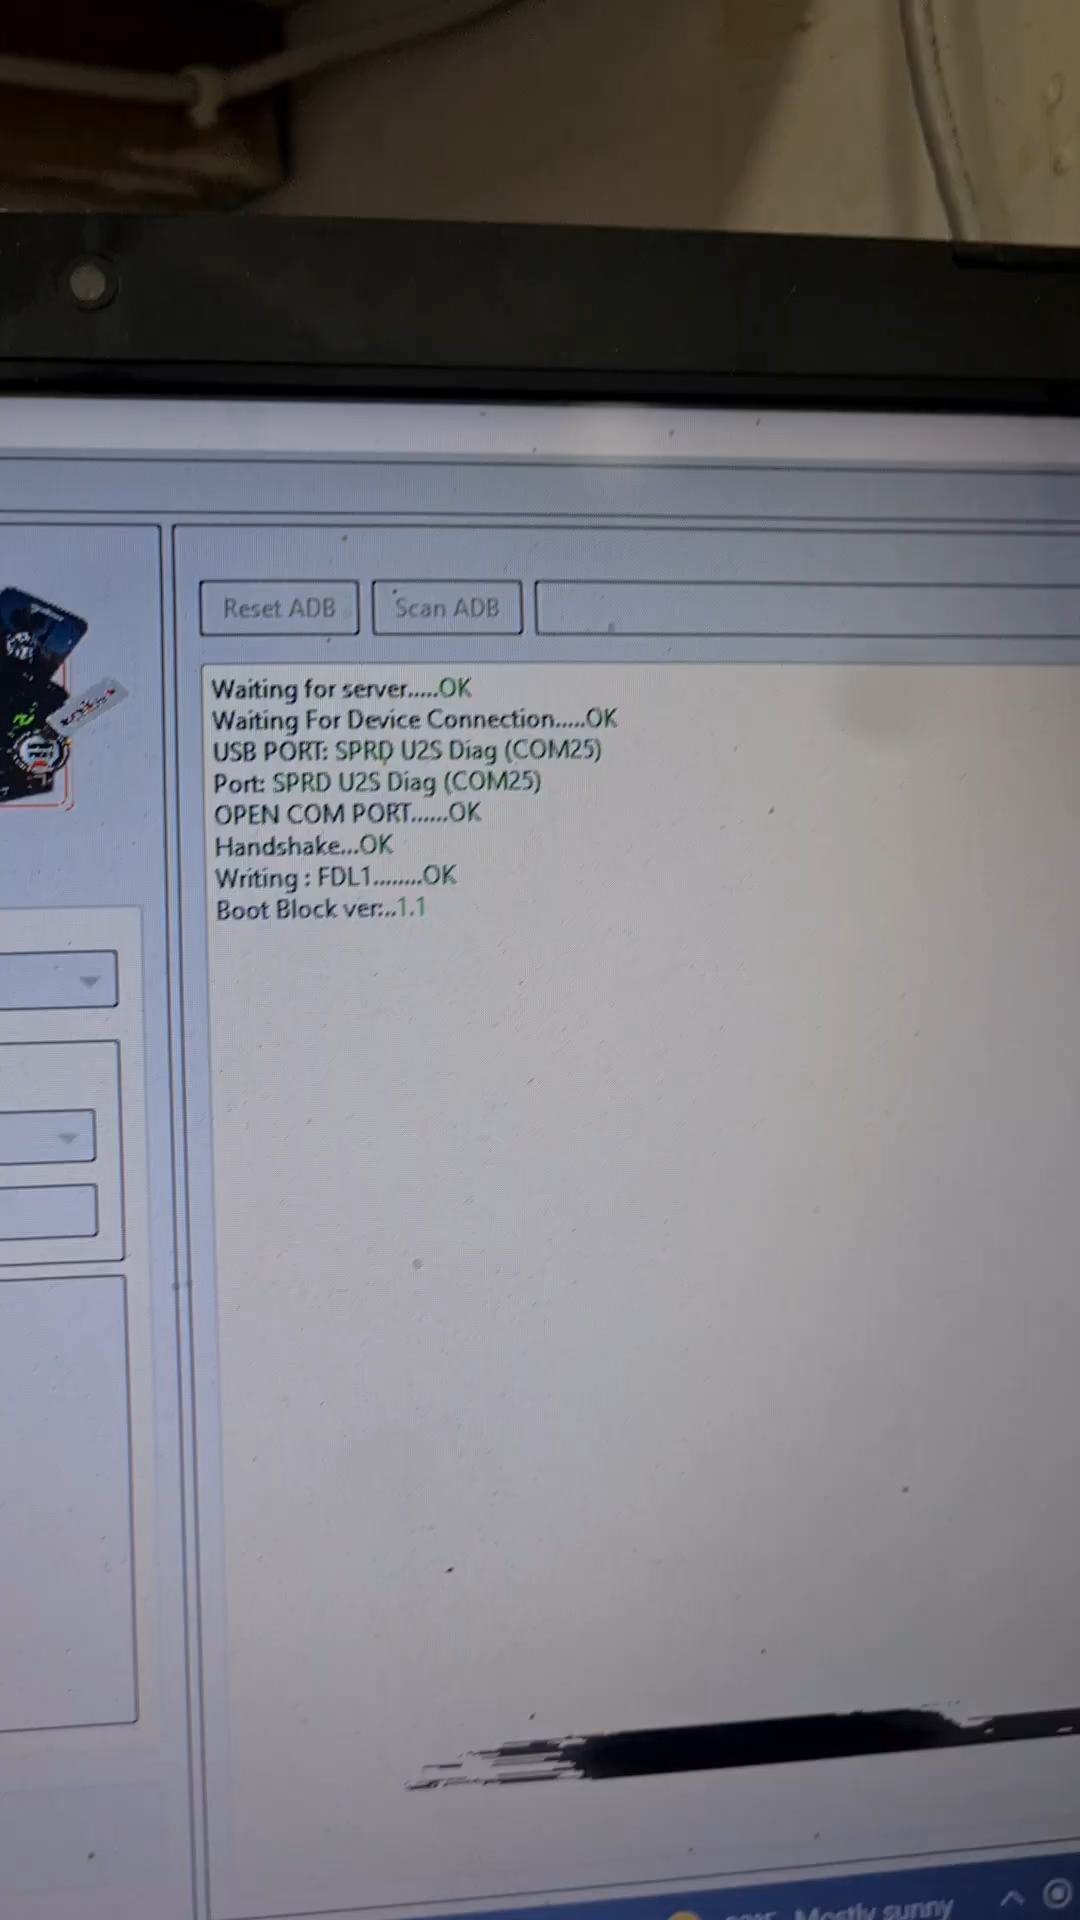 Reset ADB
Scan ADB
Waiting for server.....OK
Waiting For Device Connection.....OK
USB PORT: SPRD U2S Diag (COM25)
Port: SPRD U2S Diag (COM25)
OPEN COM PORT......OK
Handshake...OK
Writing : FDL1........OK
Boot Block ver:..1.1
Mostly sunny